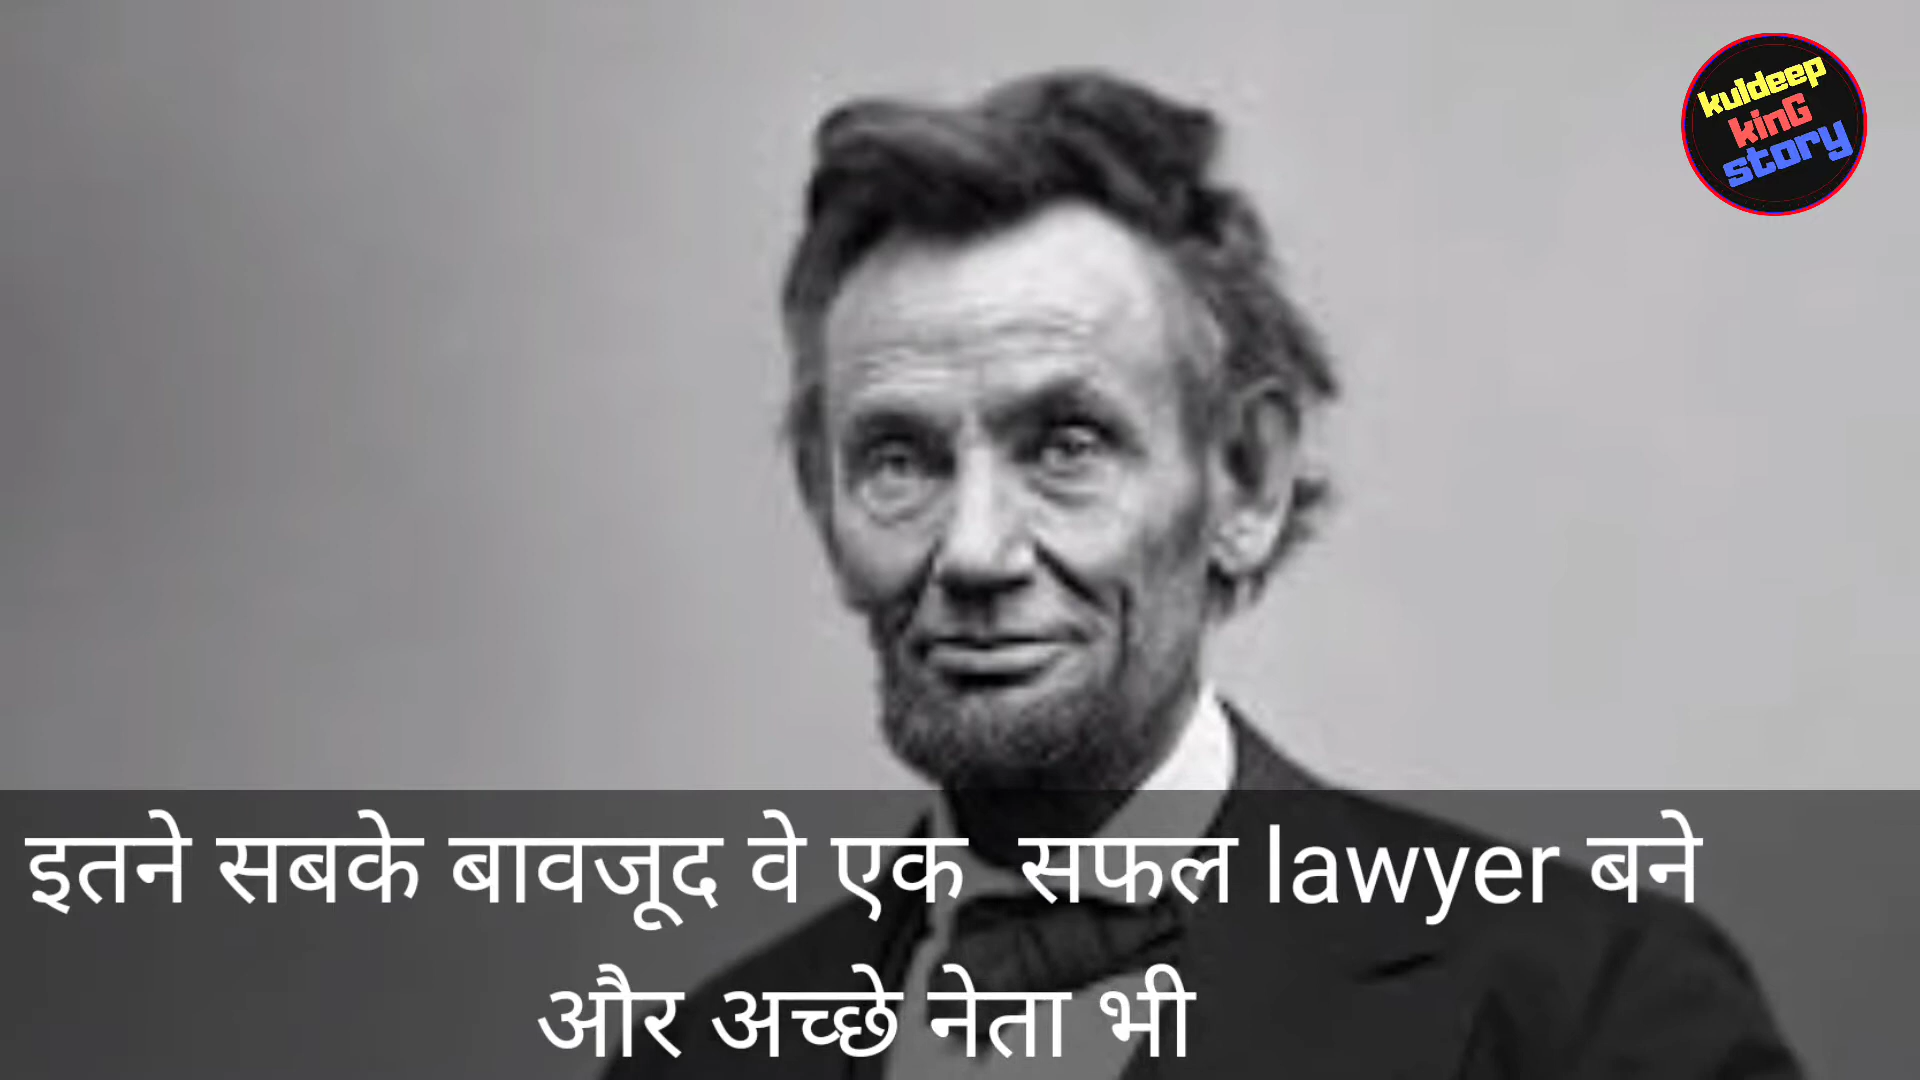 kuldeep
kinG
story
इतने सबके बावजूद वे एक  सफल lawyer बने
और अच्छे नेता भी